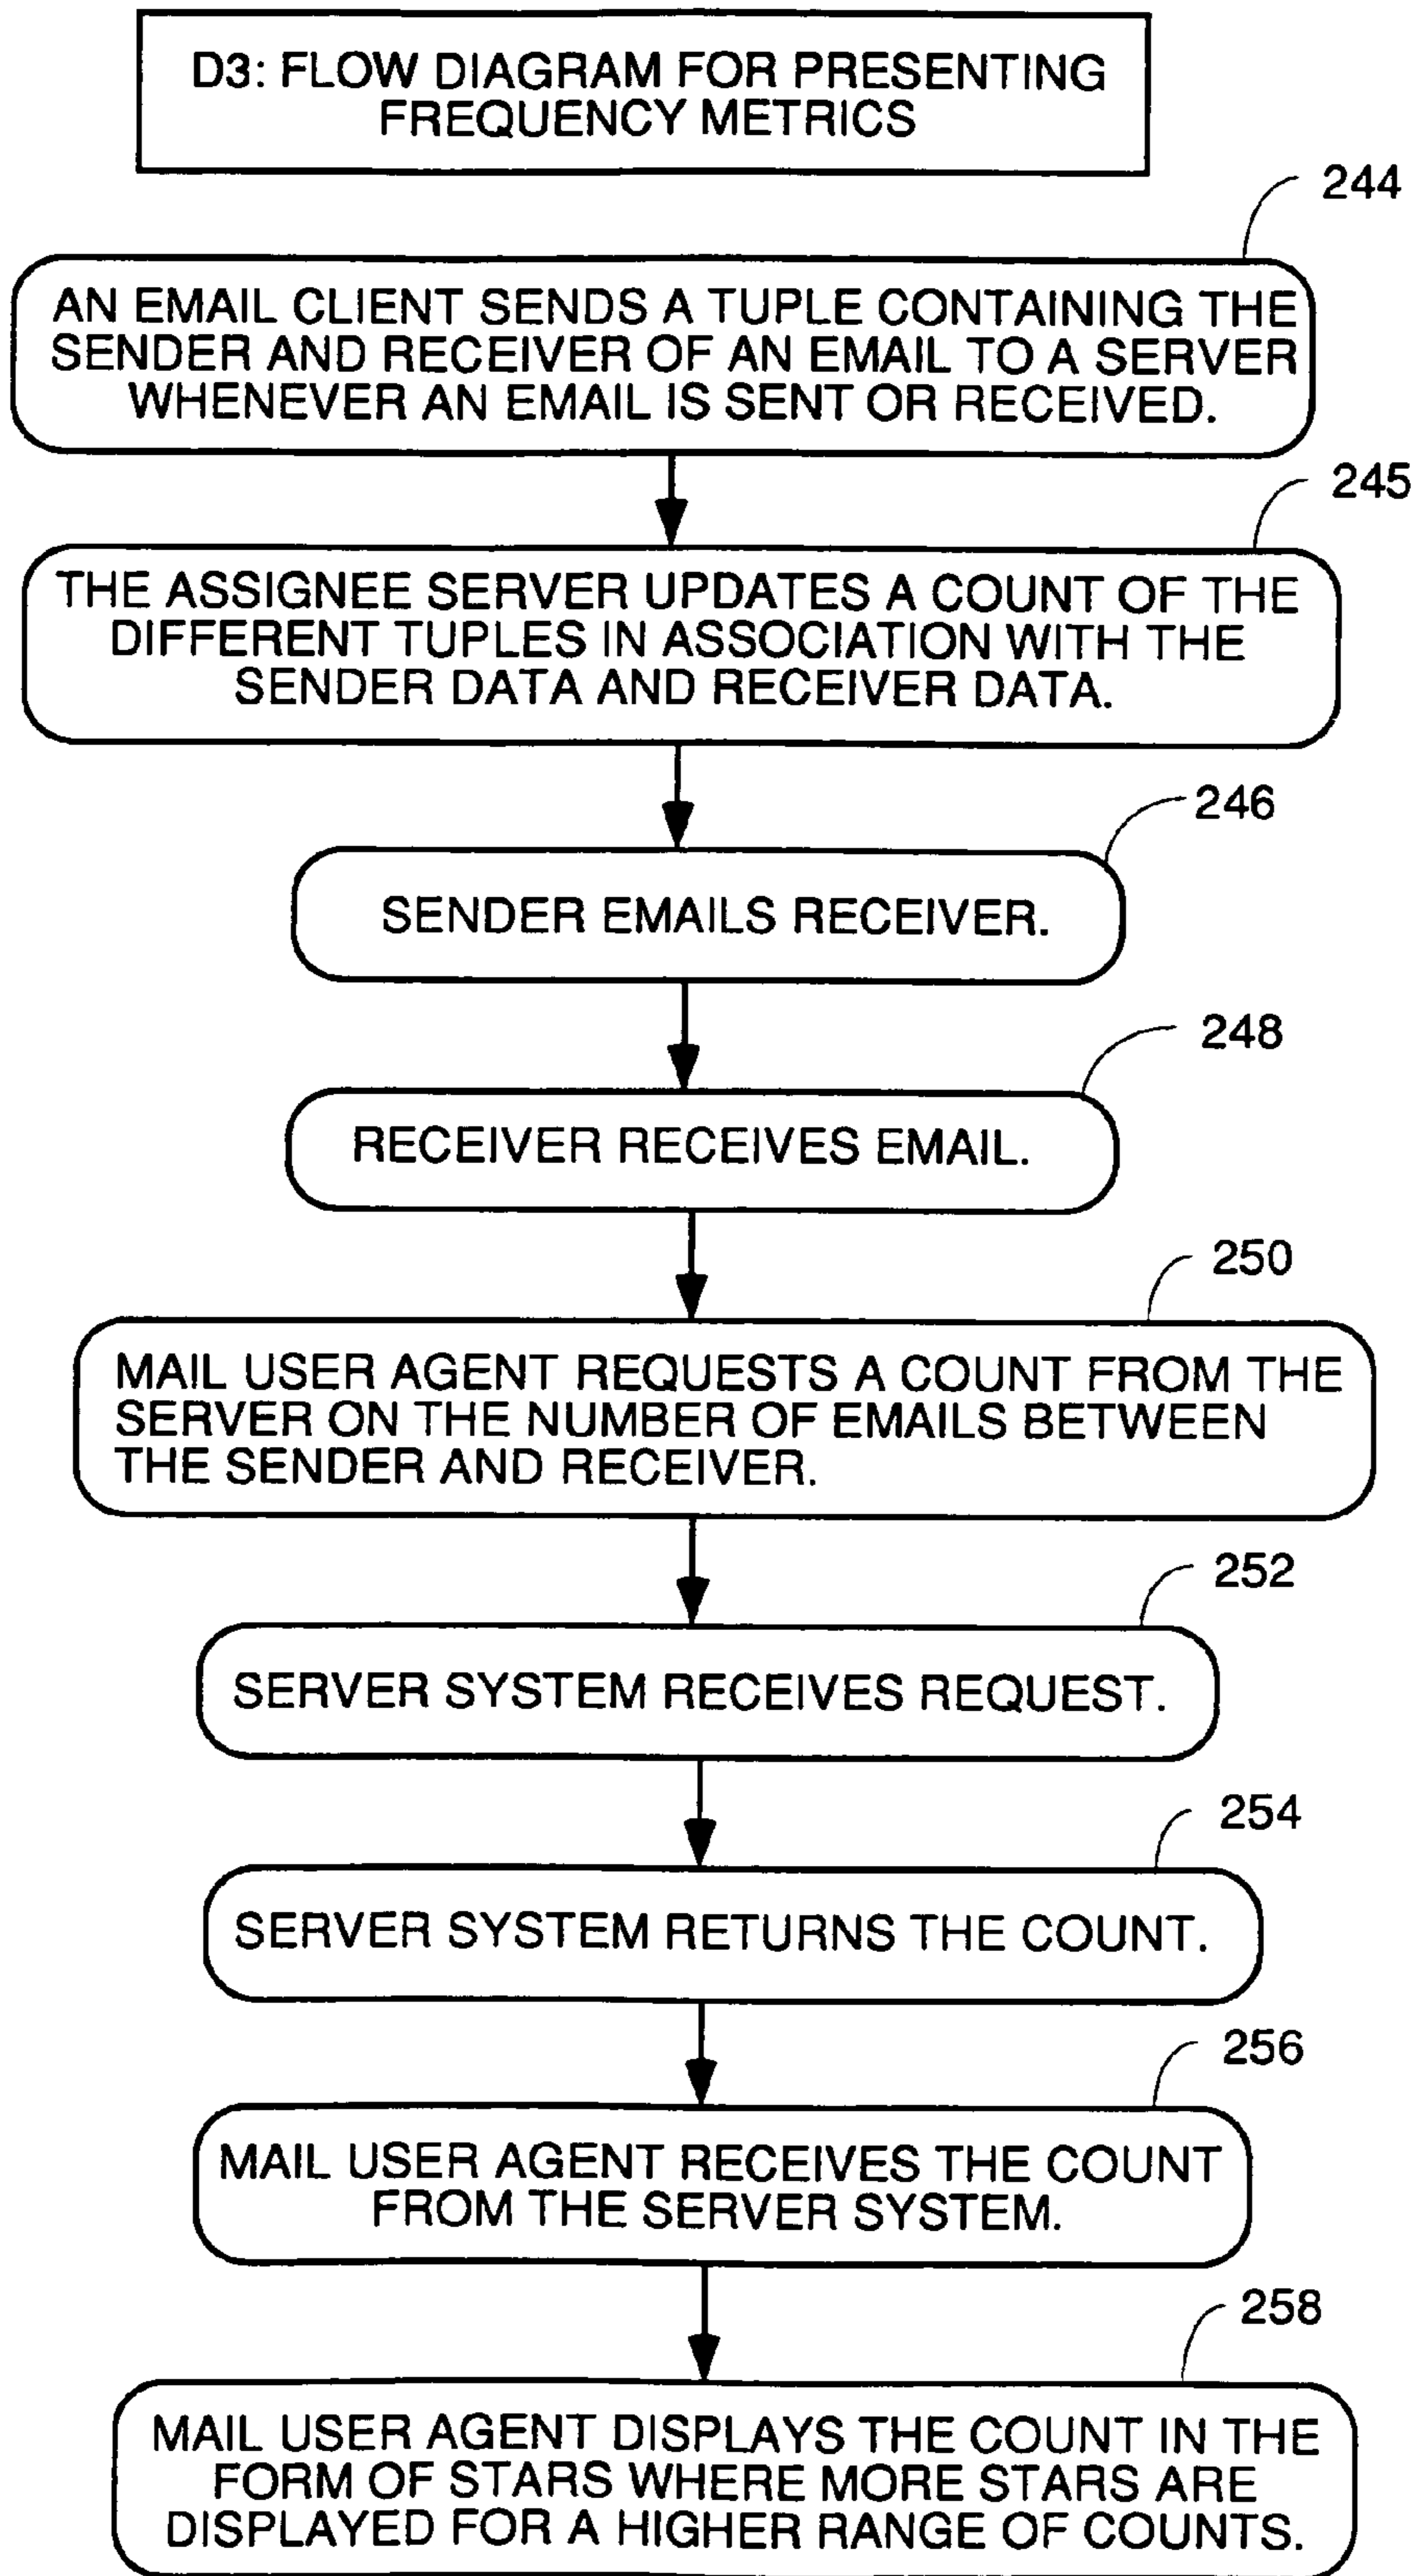 D3: FLOW DIAGRAM FOR PRESENTING
FREQUENCY METRICS
244
AN EMAIL CLIENT SENDS A TUPLE CONTAINING THE
SENDER AND RECEIVER OF AN EMAIL TO A SERVER
WHENEVER AN EMAIL IS SENT OR RECEIVED.
245
THE ASSIGNEE SERVER UPDATES A COUNT OF THE
DIFFERENT TUPLES IN ASSOCIATION WITH THE
SENDER DATA AND RECEIVER DATA.
246
SENDER EMAILS RECEIVER.
248
RECEIVER RECEIVES EMAIL.
250
MAIL USER AGENT REQUESTS A COUNT FROM THE
SERVER ON THE NUMBER OF EMAILS BETWEEN
THE SENDER AND RECEIVER.
252
SERVER SYSTEM RECEIVES REQUEST.
254
SERVER SYSTEM RETURNS THE COUNT.
256
MAIL USER AGENT RECEIVES THE COUNT
FROM THE SERVER SYSTEM.
258
MAIL USER AGENT DISPLAYS THE COUNT IN THE
FORM OF STARS WHERE MORE STARS ARE
DISPLAYED FOR A HIGHER RANGE OF COUNTS.